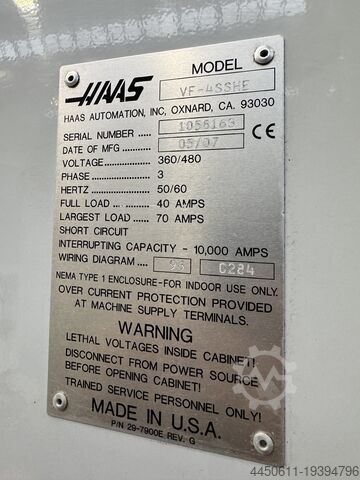 HAAS
MODEL
VF-4SSHE
HAAS AUTOMATION, INC, OXNARD, CA. 93030
SERIAL NUMBER 1056163
DATE OF MFG 05/07 CE
VOLTAGE 360/480
PHASE 3
HERTZ 50/60
FULL LOAD 40 AMPS
LARGEST LOAD 70 AMPS
SHORT CIRCUIT
INTERRUPTING CAPACITY - 10,000 AMPS
WIRING DIAGRAM 93 C284
NEMA TYPE 1 ENCLOSURE-FOR INDOOR USE ONLY.
OVER CURRENT PROTECTION PROVIDED
AT MACHINE SUPPLY TERMINALS.
WARNING
LETHAL VOLTAGES INSIDE CABINET!
DISCONNECT FROM POWER SOURCE
BEFORE OPENING CABINET!
TRAINED SERVICE PERSONNEL ONLY!
MADE IN U.S.A.
P/N 29-7900E REV. G
4450611-19394796